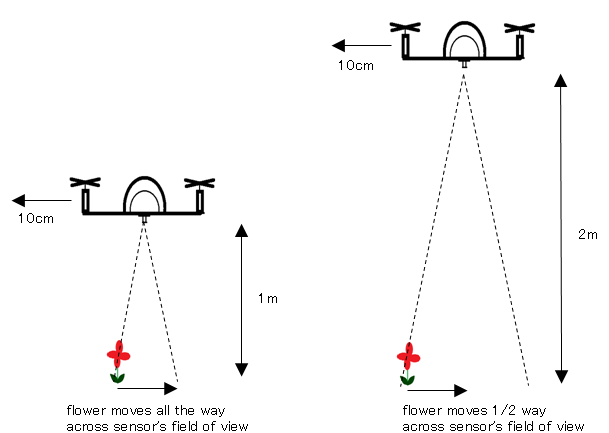 10cm
1m
flower moves all the way
across sensor's field of view
10cm
2m
flower moves 1/2 way
across sensor's field of view